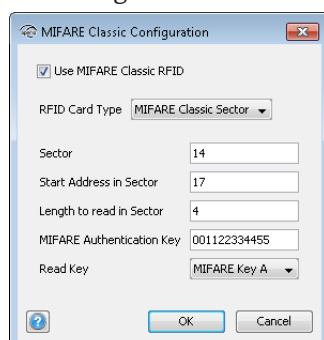 MIFARE Classic Configuration
Use MIFARE Classic RFID
RFID Card Type MIFARE Classic Sector
Sector 14
Start Address in Sector 17
Length to read in Sector 4
MIFARE Authentication Key 001122334455
Read Key MIFARE Key A
OK Cancel